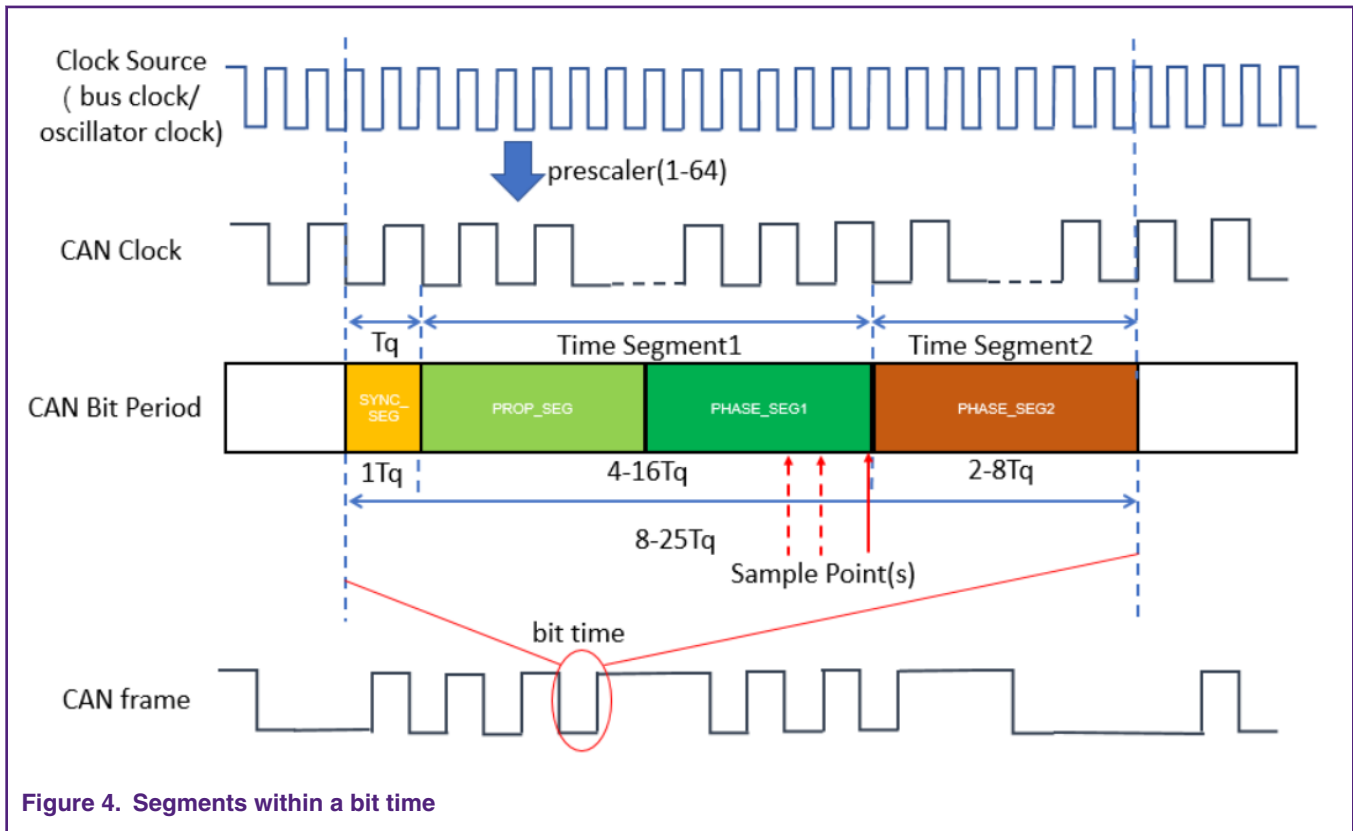 Clock Source
( bus clock/
oscillator clock)
prescaler(1-64)
CAN Clock
Tq
Time Segment1
Time Segment2
CAN Bit Period
SYNC_
SEG
PROP_SEG
PHASE_SEG1
PHASE_SEG2
1Tq
4-16Tq
2-8Tq
8-25Tq
Sample Point(s)
bit time
CAN frame
Figure 4. Segments within a bit time